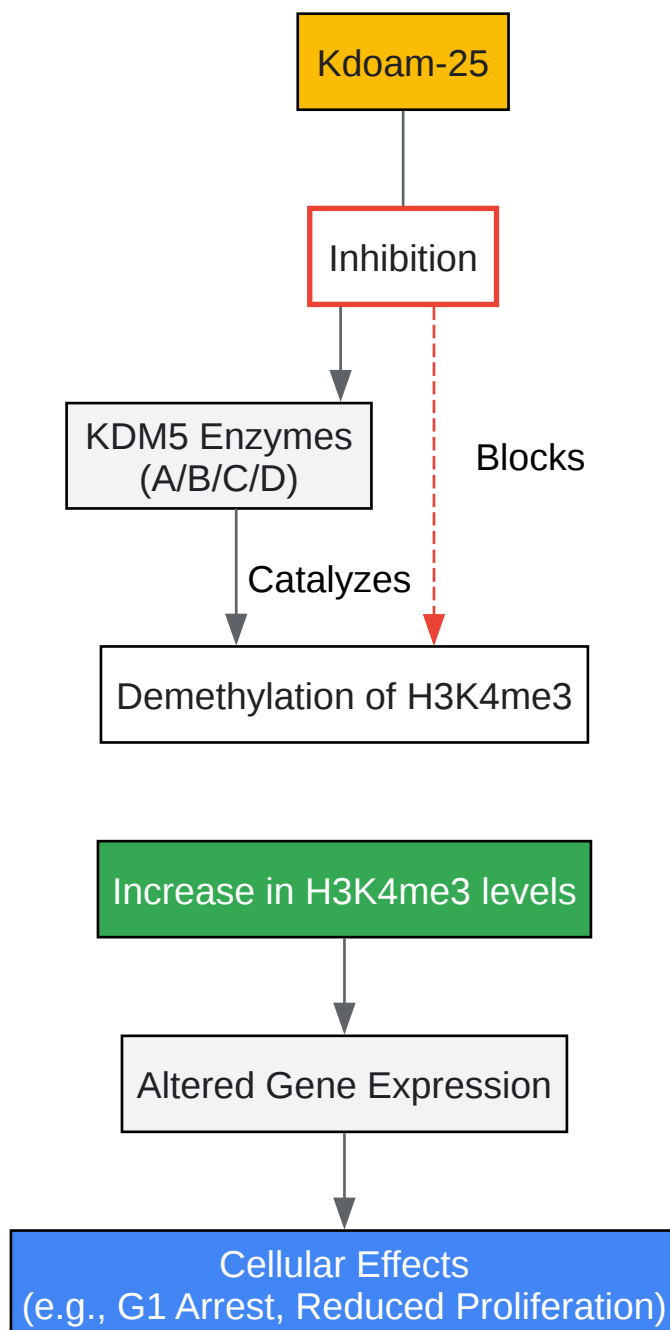 Kdoam-25
Inhibition
KDM5 Enzymes
(A/B/C/D)
Blocks
Catalyzes
Demethylation of H3K4me3
Increase in H3K4me3 levels
Altered Gene Expression
Cellular Effects
(e.g., G1 Arrest, Reduced Proliferation)